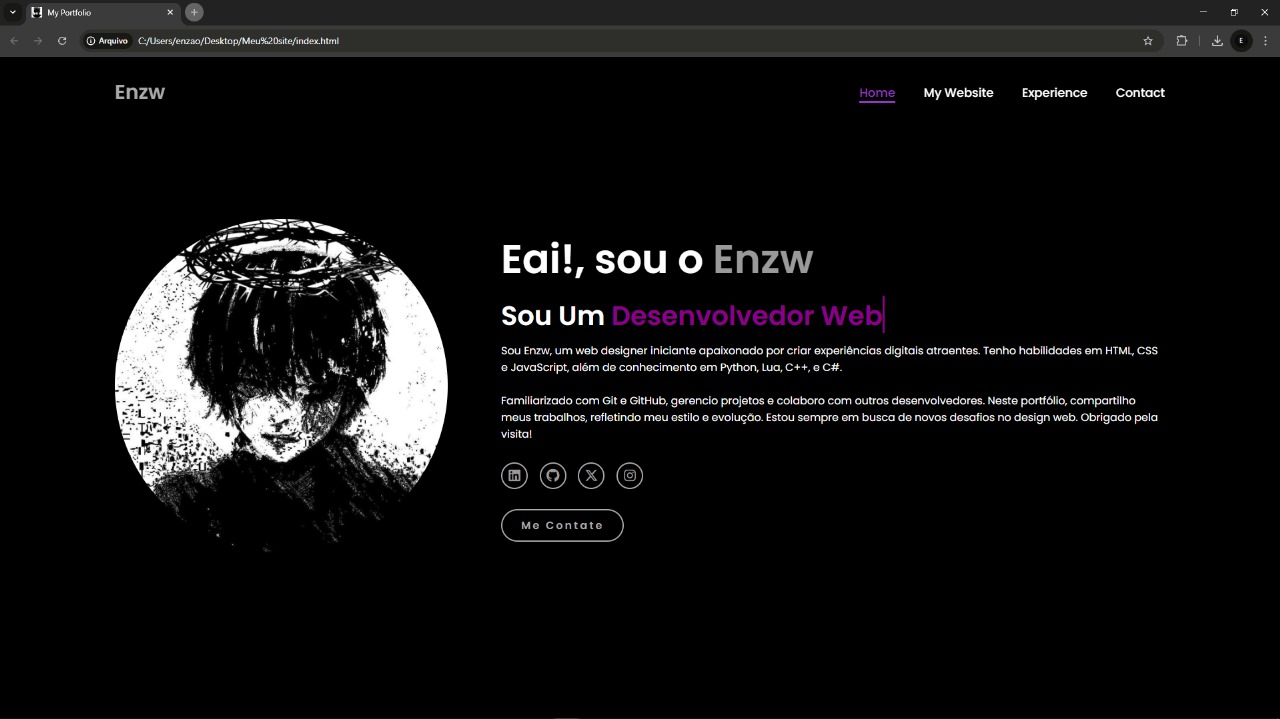 My Portfolio
Arquivo C:/Users/enzao/Desktop/Meu%20site/index.html
E
Enzw
Home My Website Experience Contact
Eai!, sou o Enzw
Sou Um Desenvolvedor Web
Sou Enzw, um web designer iniciante apaixonado por criar experiências digitais atraentes. Tenho habilidades em HTML, CSS
e JavaScript, além de conhecimento em Python, Lua, C++, e C#.
Familiarizado com Git e GitHub, gerencio projetos e colaboro com outros desenvolvedores. Neste portfólio, compartilho
meus trabalhos, refletindo meu estilo e evolução. Estou sempre em busca de novos desafios no design web. Obrigado pela
visita!
Me Contate